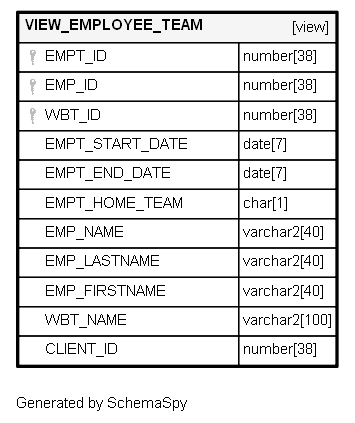 VIEW_EMPLOYEE_TEAM [view]
EMPT_ID number[38]
EMP_ID number[38]
WBT_ID number[38]
EMPT_START_DATE date[7]
EMPT_END_DATE date[7]
EMPT_HOME_TEAM char[1]
EMP_NAME varchar2[40]
EMP_LASTNAME varchar2[40]
EMP_FIRSTNAME varchar2[40]
WBT_NAME varchar2[100]
CLIENT_ID number[38]
Generated by SchemaSpy